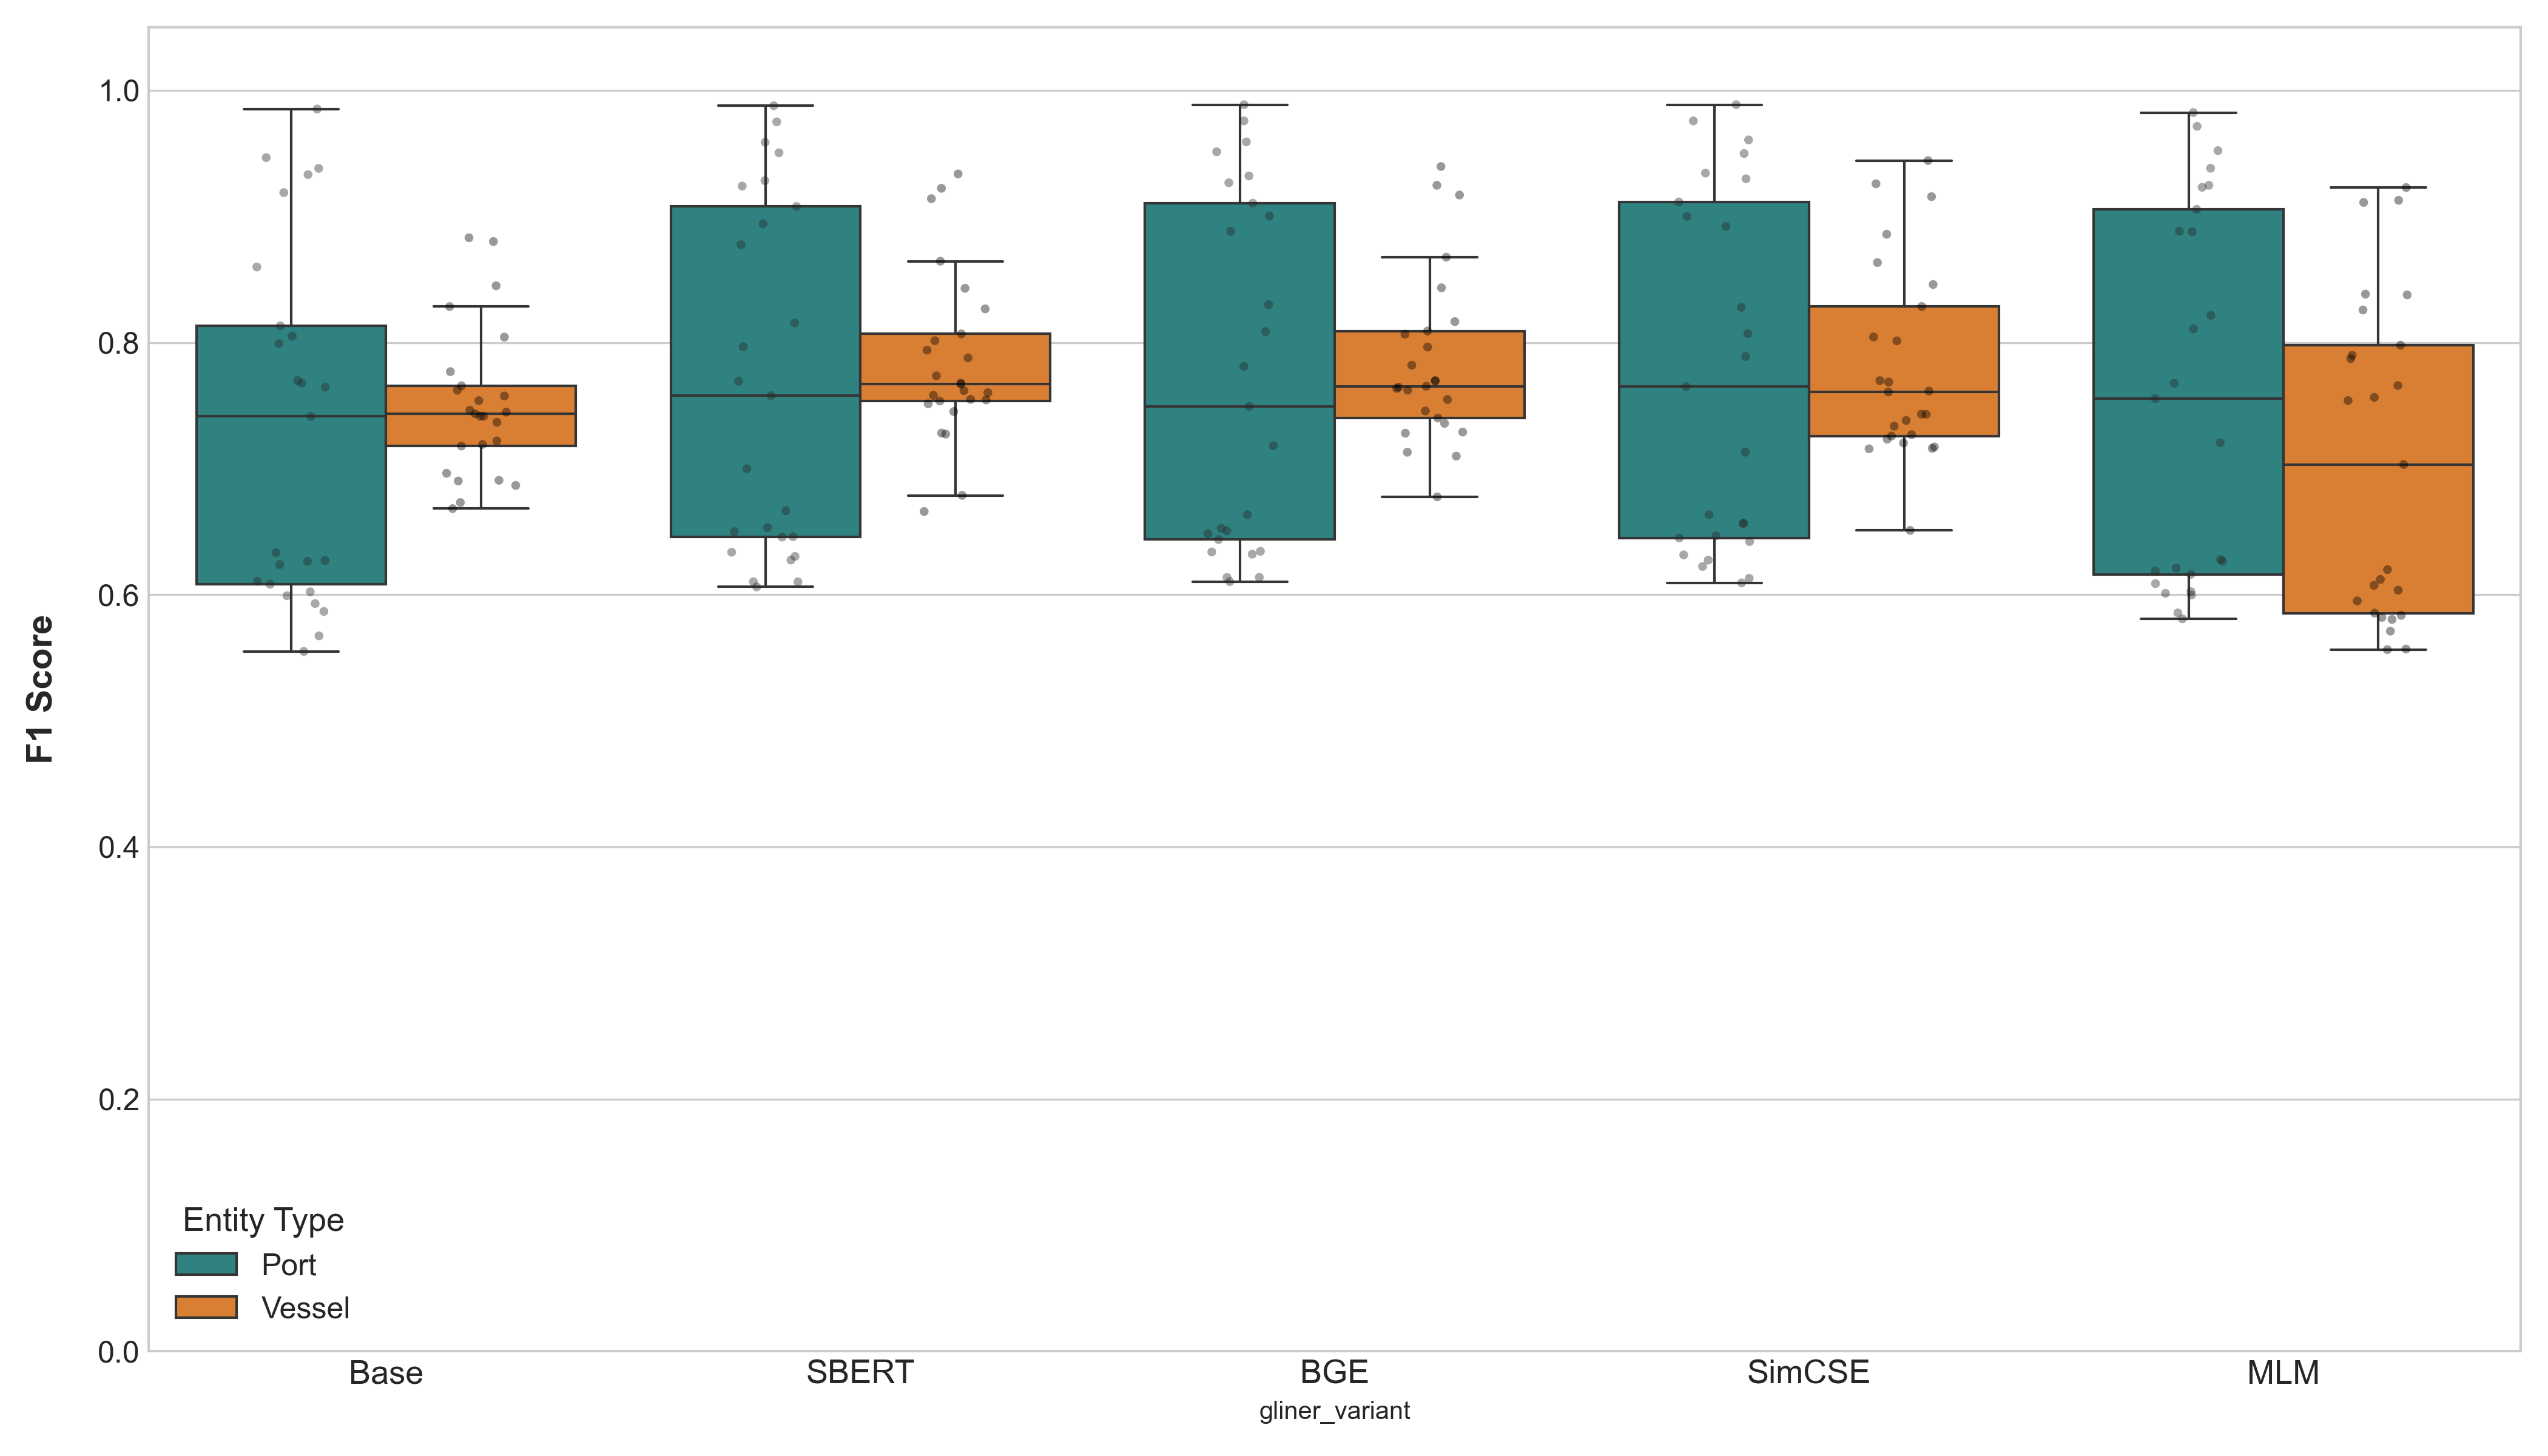 F1 Score
1.0
0.8
0.6
0.4
0.2
0.0
Entity Type
Port
Vessel
Base SBERT BGE SimCSE MLM
gliner_variant